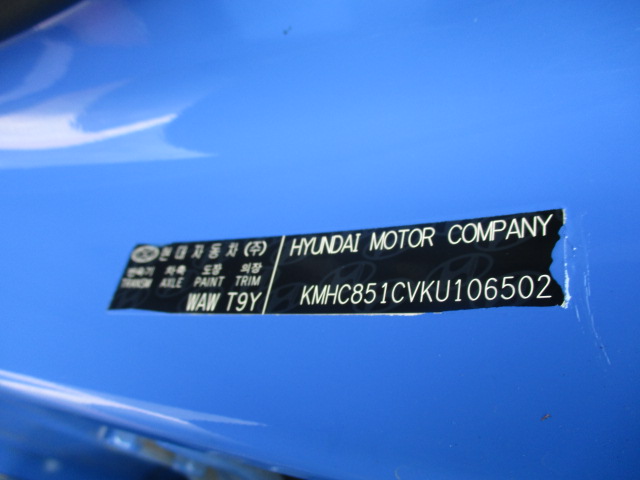 현대자동차(주)
변속기 차축 도장 의장
TRANSM AXLE PAINT TRIM
WAW T9Y
HYUNDAI MOTOR COMPANY
KMHC851CVKU106502